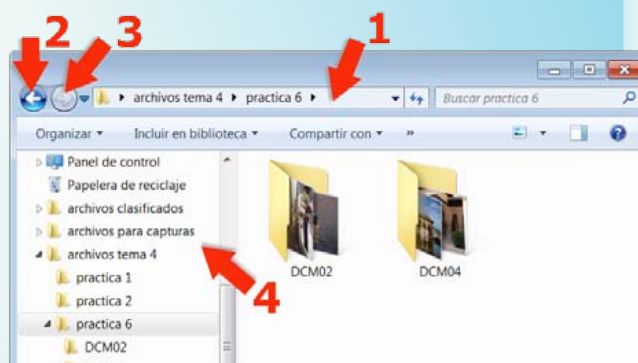 2 3 1
archivos tema 4 practica 6 Buscar practica 6
Organizar Incluir en biblioteca Compartir con »
Panel de control
Papelera de reciclaje
archivos clasificados
archivos para capturas
archivos tema 4
practica 1
practica 2
practica 6
DCM02
DCM02 DCM04
4